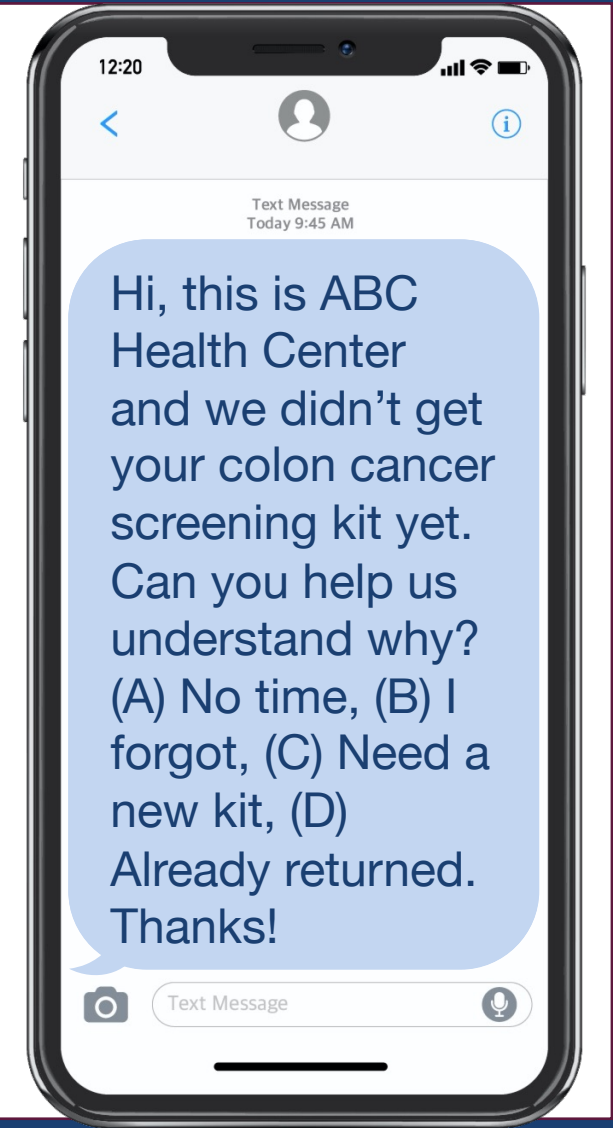 12:20
Text Message
Today 9:45 AM
Hi, this is ABC
Health Center
and we didn’t get
your colon cancer
screening kit yet.
Can you help us
understand why?
(A) No time, (B) I
forgot, (C) Need a
new kit, (D)
Already returned.
Thanks!
Text Message